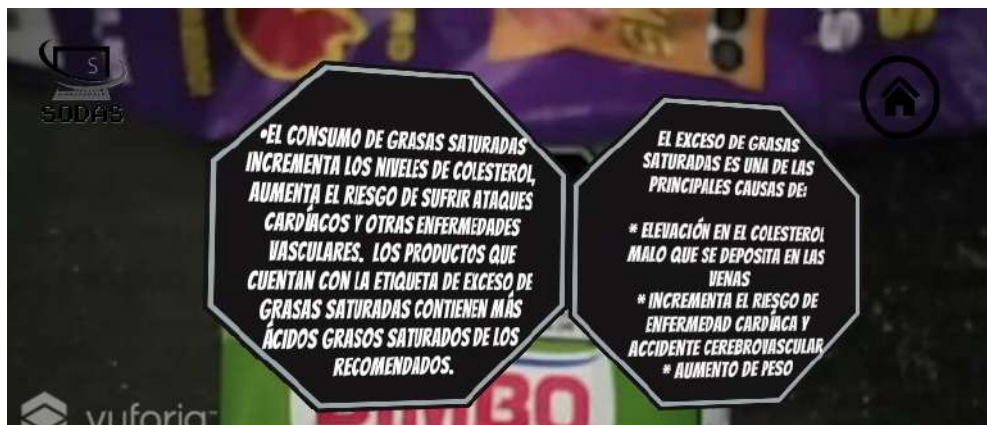 SODAS
•EL CONSUMO DE GRASAS SATURADAS
INCREMENTA LOS NIVELES DE COLESTEROL,
AUMENTA EL RIESGO DE SUFRIR ATAQUES
CARDÍACOS Y OTRAS ENFERMEDADES
VASCULARES. LOS PRODUCTOS QUE
CUENTAN CON LA ETIQUETA DE EXCESO DE
GRASAS SATURADAS CONTIENEN MÁS
ÁCIDOS GRASOS SATURADOS DE LOS
RECOMENDADOS.
EL EXCESO DE GRASAS
SATURADAS ES UNA DE LAS
PRINCIPALES CAUSAS DE:
* ELEVACIÓN EN EL COLESTEROL
MALO QUE SE DEPOSITA EN LAS
VENAS
* INCREMENTA EL RIESGO DE
ENFERMEDAD CARDÍACA Y
ACCIDENTE CEREBROVASCULAR
* AUMENTO DE PESO
vuforia™
BIMBO